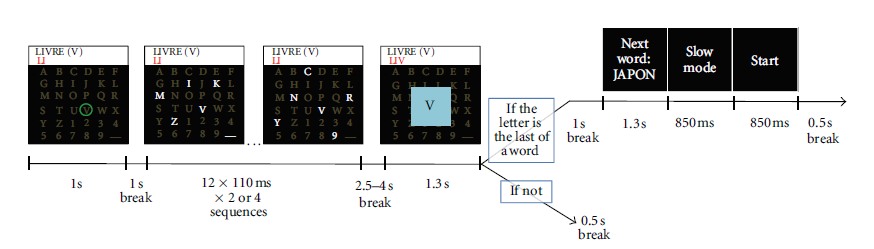 LIVRE (V)
LI
A B C D E F
G H I J K L
M N O P Q R
S T U V W X
Y Z 1 2 3 4
5 6 7 8 9 —
LIVRE (V)
LI
A B C D E F
G H I J K L
M N O P Q R
S T U V W X
Y Z 1 2 3 4
5 6 7 8 9 —
...
LIVRE (V)
LI
A B C D E F
G H I J K L
M N O P Q R
S T U V W X
Y Z 1 2 3 4
5 6 7 8 9 —
LIVRE (V)
LIV
A B C D E F
G H I J K L
M R
S T W X
Y Z 3 4
5 6 7 8 9 —
V
1 s
1 s
break
12 × 110 ms
× 2 or 4
sequences
2.5–4 s
break
1.3 s
If the
letter is
the last of
a word
If not
0.5 s
break
Next
word:
JAPON
Slow
mode
Start
1 s
break
1.3 s
850 ms
850 ms
0.5 s
break